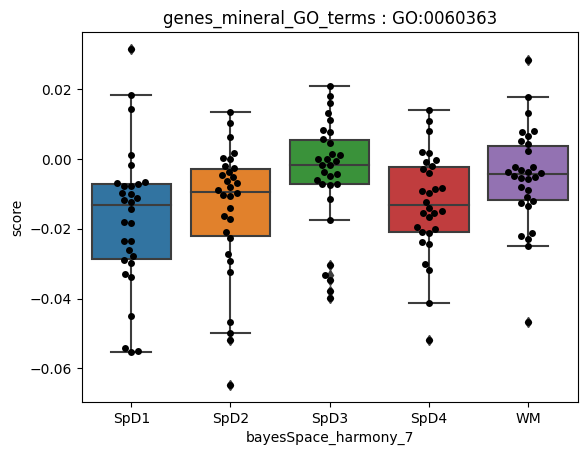 genes_mineral_GO_terms : GO:0060363
0.02
0.00
−0.02
−0.04
−0.06
score
SpD1 SpD2 SpD3 SpD4 WM
bayesSpace_harmony_7